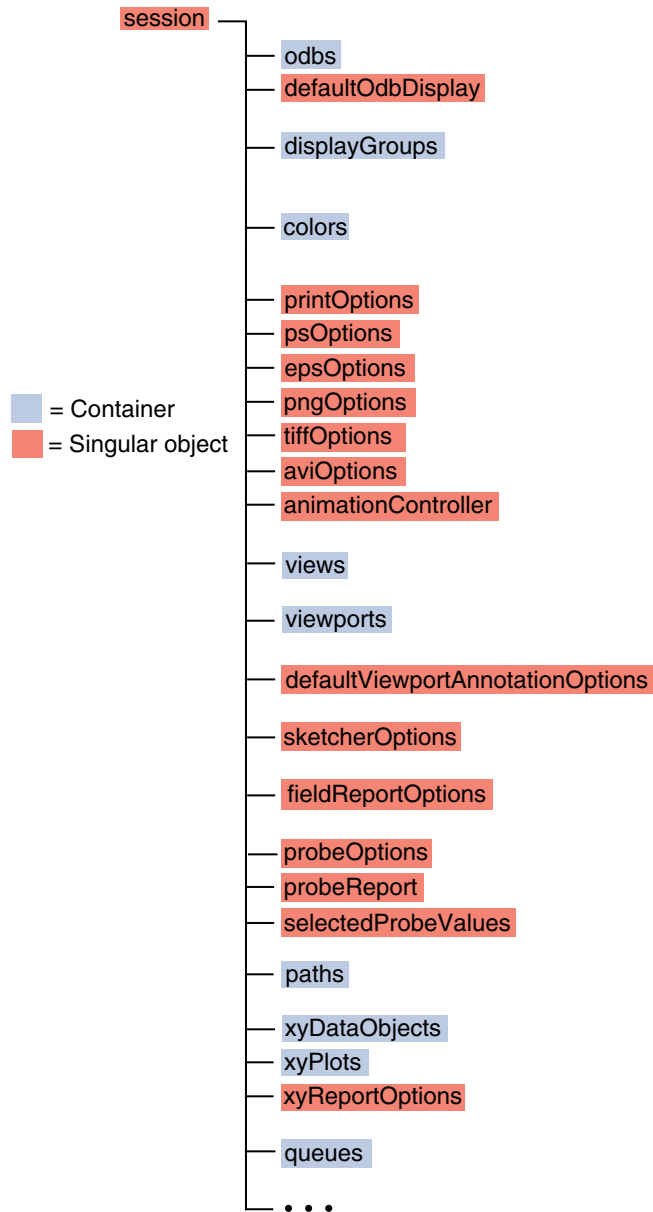 session
odbs
defaultOdbDisplay
displayGroups
colors
printOptions
psOptions
epsOptions
pngOptions
tiffOptions
aviOptions
animationController
= Container
= Singular object
views
viewports
defaultViewportAnnotationOptions
sketcherOptions
fieldReportOptions
probeOptions
probeReport
selectedProbeValues
paths
xyDataObjects
xyPlots
xyReportOptions
queues
• • •